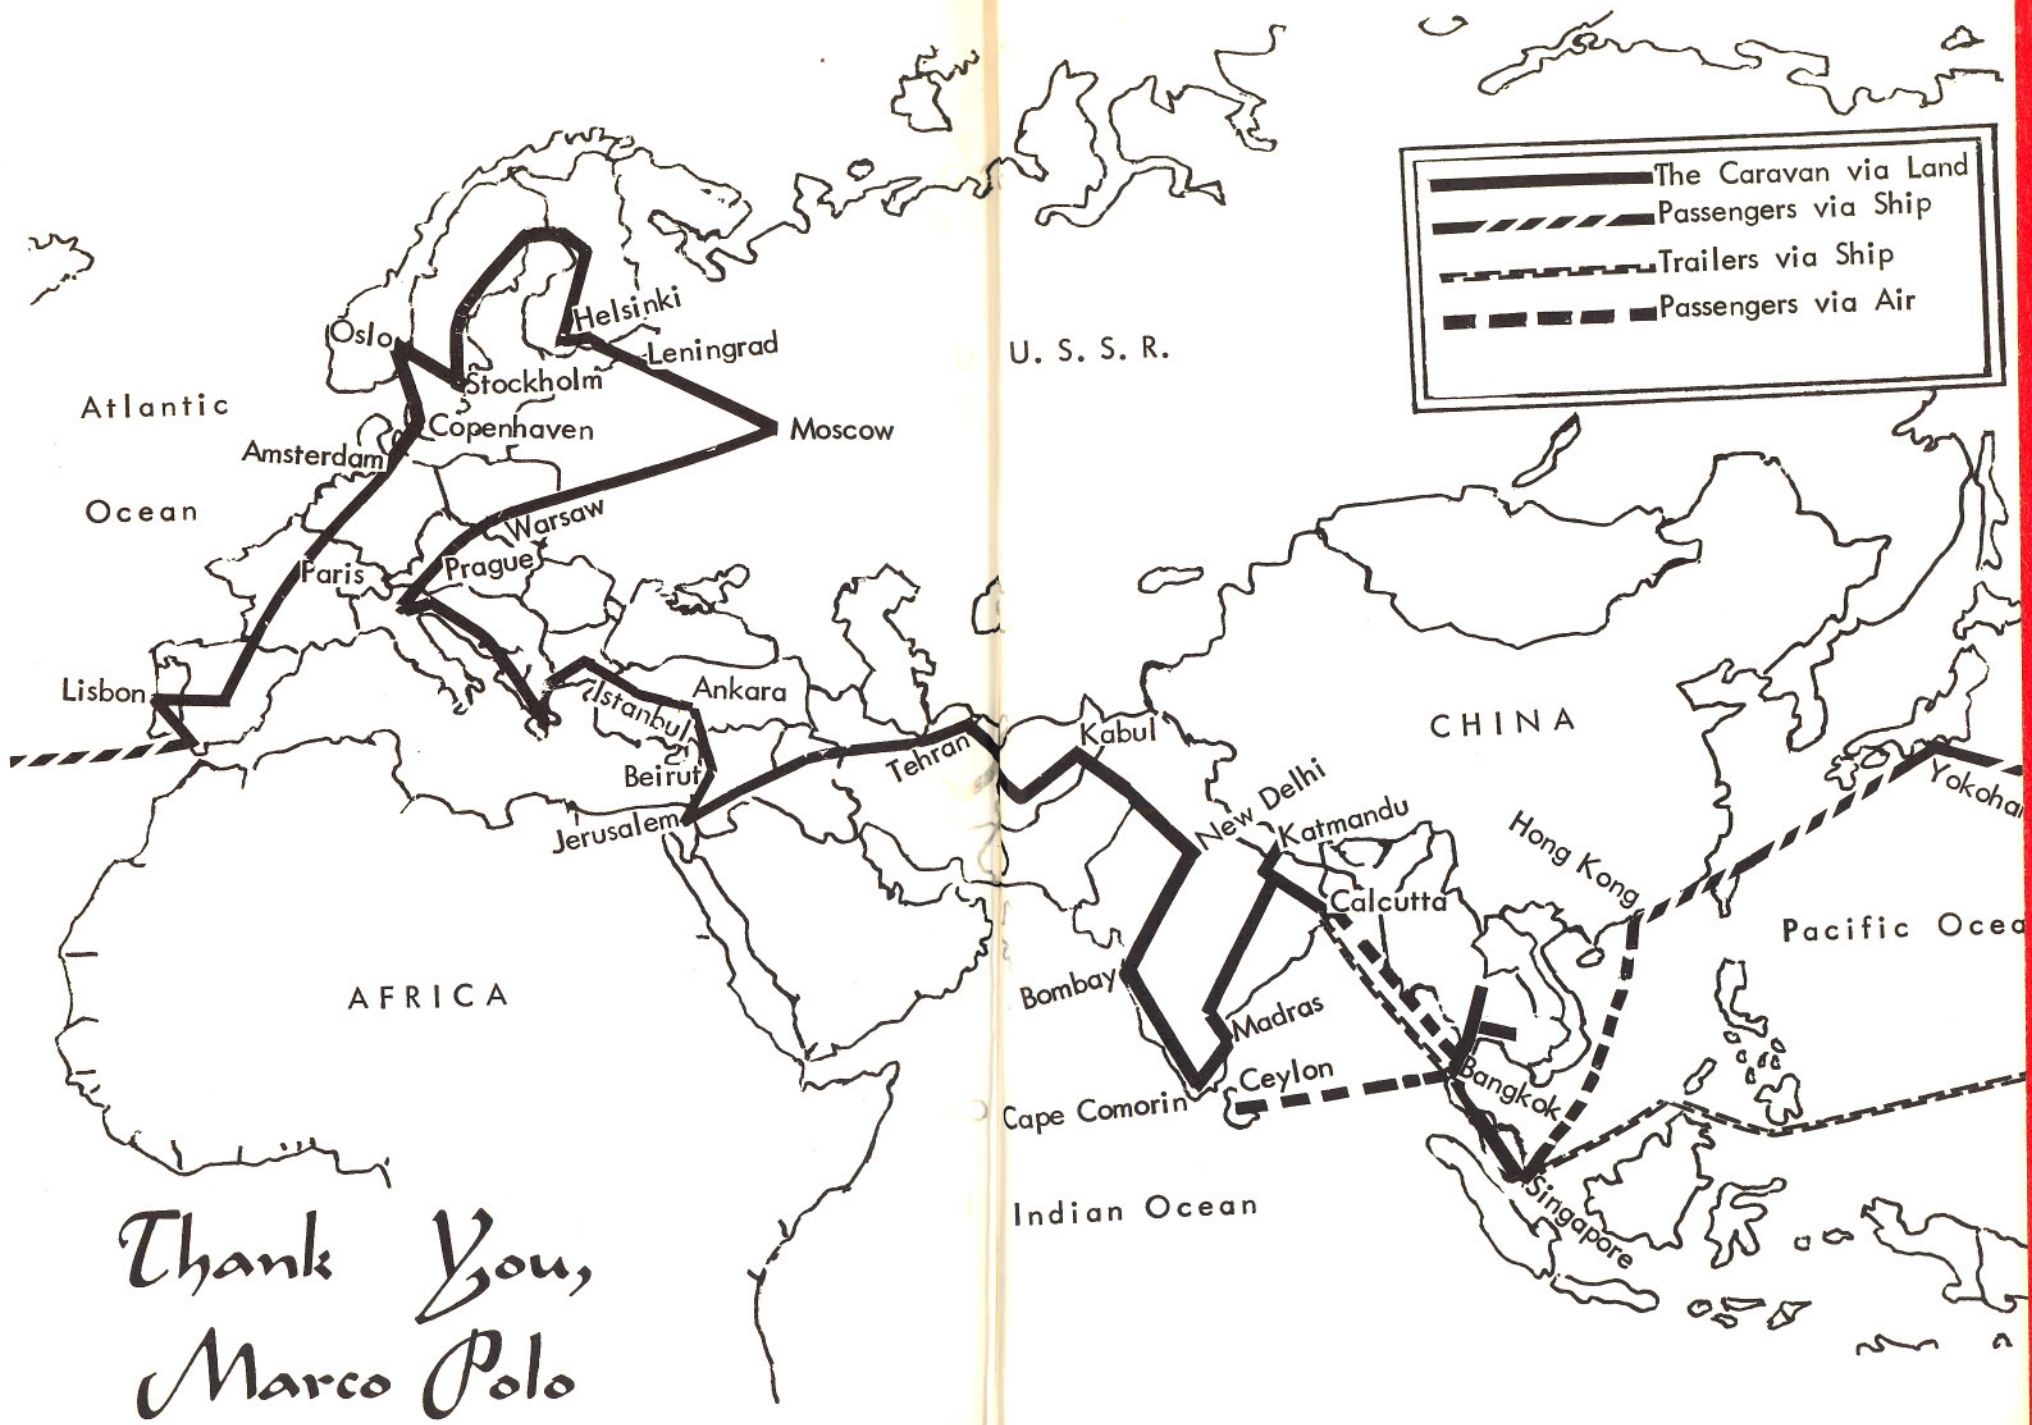 The Caravan via Land
Passengers via Ship
Trailers via Ship
Passengers via Air
Oslo
Helsinki
Leningrad
Stockholm
U. S. S. R.
Atlantic
Ocean
Copenhaven
Moscow
Amsterdam
Warsaw
Prague
Paris
Lisbon
Ankara
Istanbul
CHINA
Kabul
Tehran
Beirut
Jerusalem
New Delhi
Katmandu
Hong Kong
Yokoha
Calcutta
Pacific Ocea
AFRICA
Bombay
Madras
Ceylon
Bangkok
Cape Comorin
Indian Ocean
Singapore
Thank You,
Marco Polo